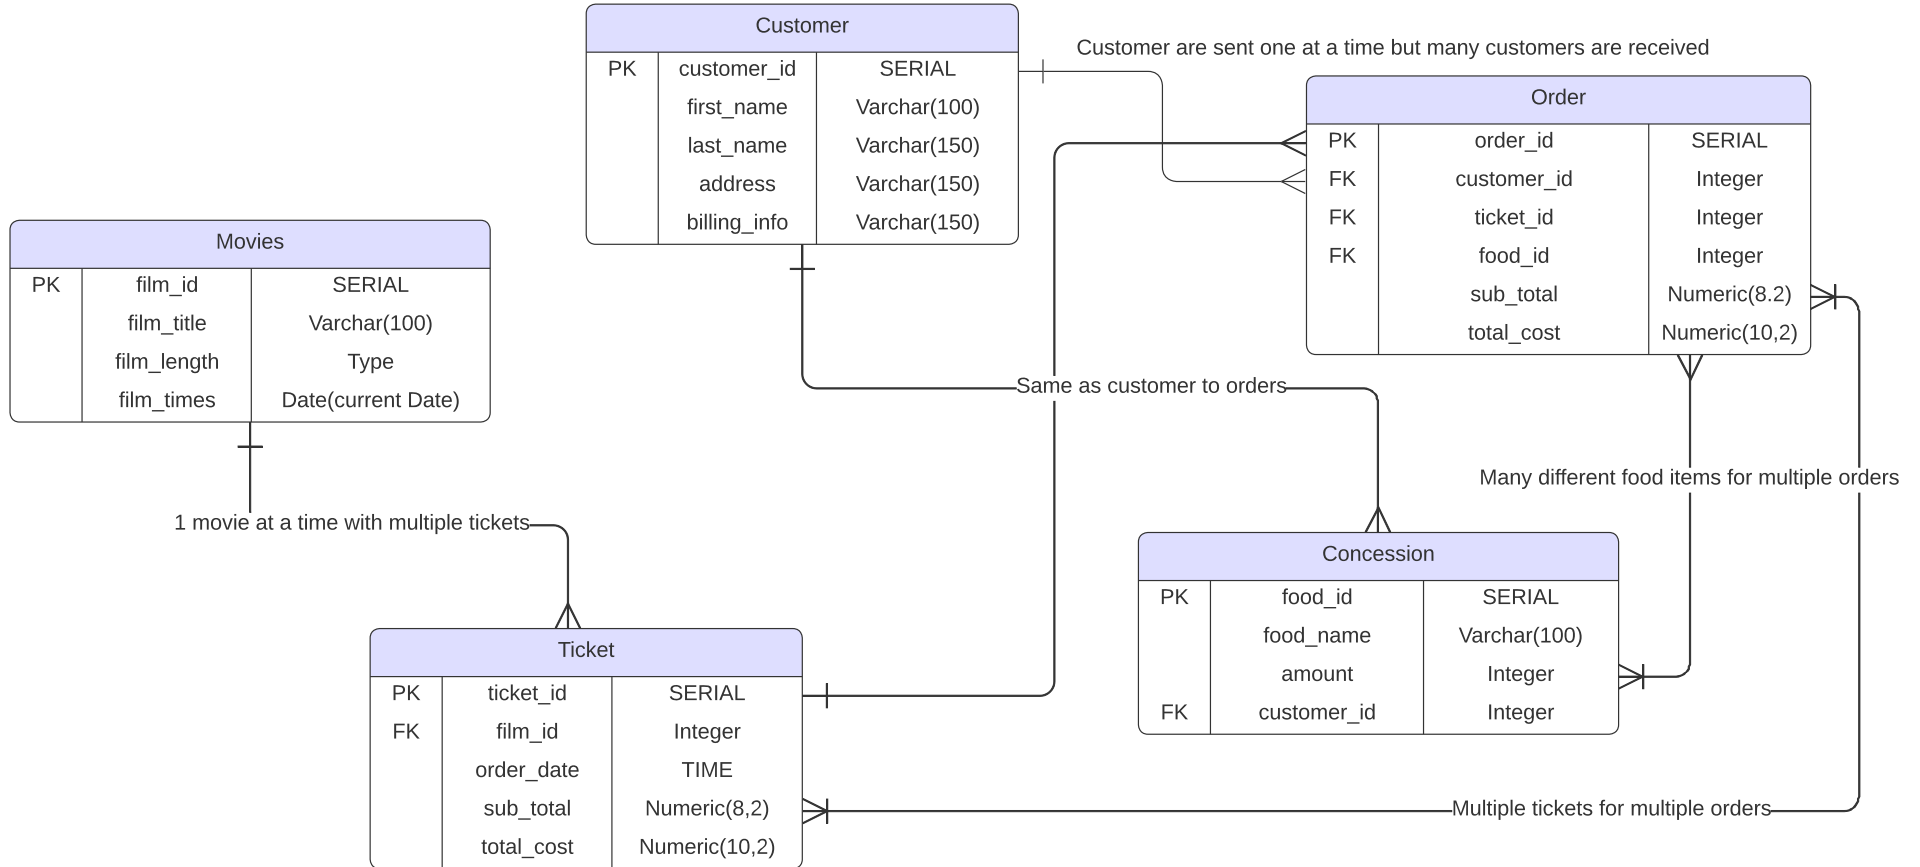 Customer
PK customer_id SERIAL
first_name Varchar(100)
last_name Varchar(150)
address Varchar(150)
billing_info Varchar(150)
Customer are sent one at a time but many customers are received
Order
PK order_id SERIAL
FK customer_id Integer
FK ticket_id Integer
FK food_id Integer
sub_total Numeric(8.2)
total_cost Numeric(10,2)
Movies
PK film_id SERIAL
film_title Varchar(100)
film_length Type
film_times Date(current Date)
Same as customer to orders
Many different food items for multiple orders
1 movie at a time with multiple tickets
Concession
PK food_id SERIAL
food_name Varchar(100)
amount Integer
FK customer_id Integer
Ticket
PK ticket_id SERIAL
FK film_id Integer
order_date TIME
sub_total Numeric(8,2)
total_cost Numeric(10,2)
Multiple tickets for multiple orders